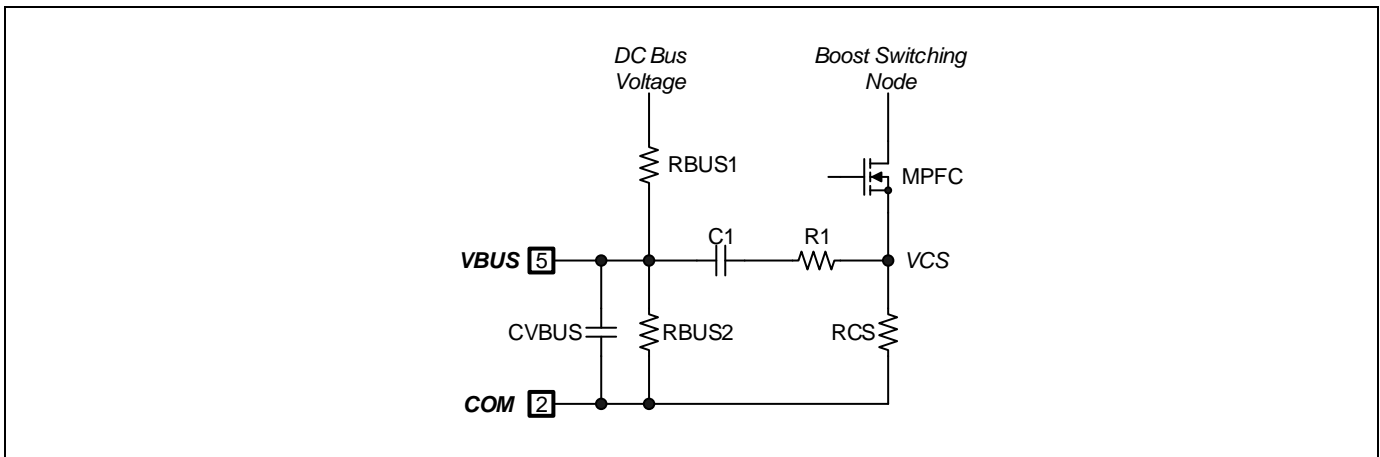 DC Bus
Voltage
Boost Switching
Node
RBUS1
MPFC
C1
R1
VBUS 5
VCS
CVBUS
RBUS2
RCS
COM 2